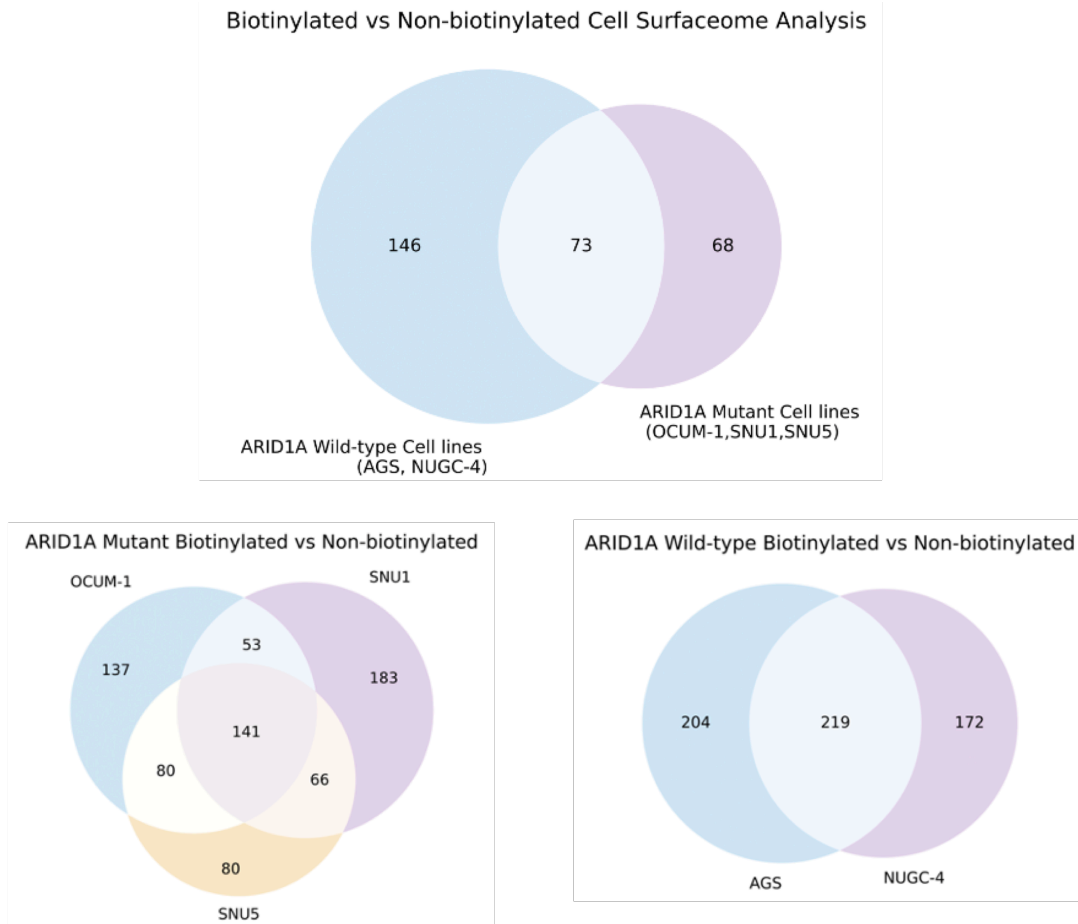 Biotinylated vs Non-biotinylated Cell Surfaceome Analysis
146
73
68
ARID1A Mutant Cell lines
(OCUM-1,SNU1,SNU5)
ARID1A Wild-type Cell lines
(AGS, NUGC-4)
ARID1A Mutant Biotinylated vs Non-biotinylated
OCUM-1
SNU1
53
137
183
141
80
66
80
SNU5
ARID1A Wild-type Biotinylated vs Non-biotinylated
204
219
172
AGS
NUGC-4